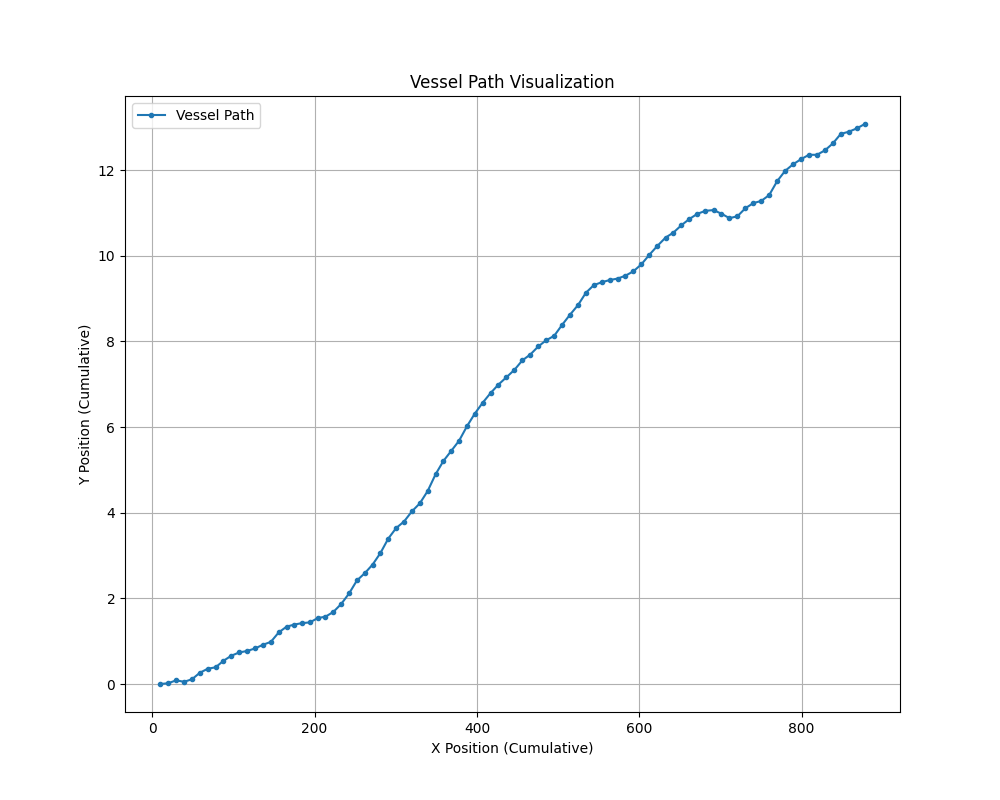 Vessel Path Visualization
Vessel Path
Y Position (Cumulative)
12
10
8
6
4
2
0
0 200 400 600 800
X Position (Cumulative)